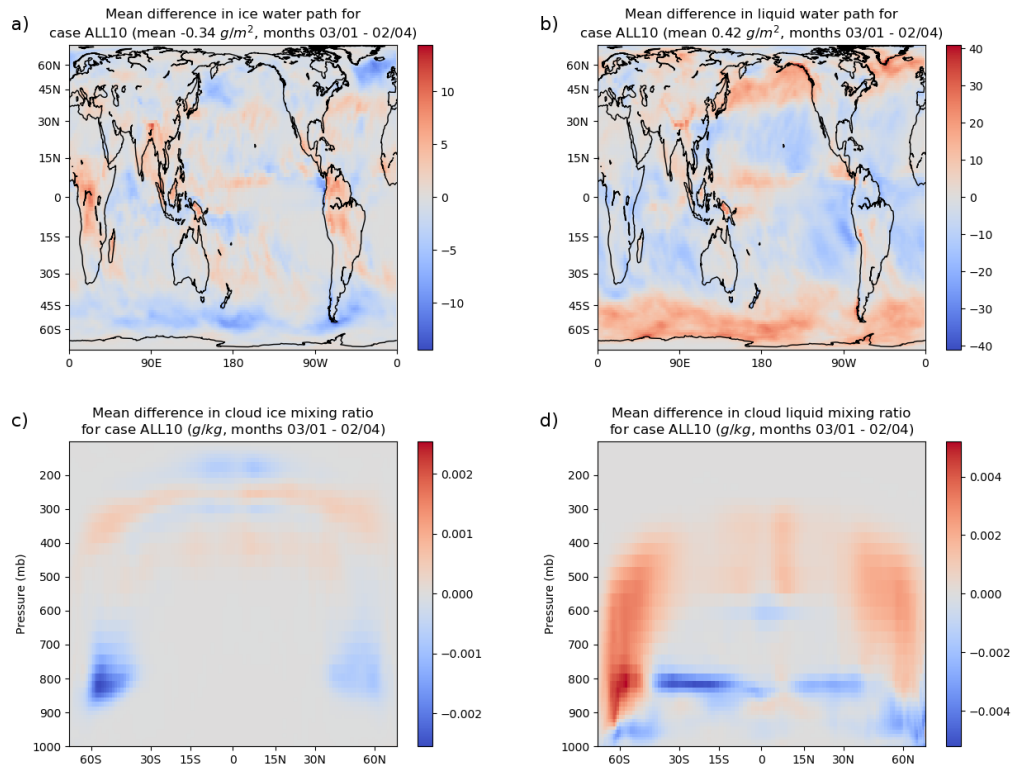 a)
Mean difference in ice water path for
case ALL10 (mean -0.34 g/m², months 03/01 - 02/04)
60N
45N
30N
15N
0
15S
30S
45S
60S
0
90E
180
90W
0
10
5
0
−5
−10
b)
Mean difference in liquid water path for
case ALL10 (mean 0.42 g/m², months 03/01 - 02/04)
60N
45N
30N
15N
0
15S
30S
45S
60S
0
90E
180
90W
0
40
30
20
10
0
−10
−20
−30
−40
c)
Mean difference in cloud ice mixing ratio
for case ALL10 (g/kg, months 03/01 - 02/04)
Pressure (mb)
200
300
400
500
600
700
800
900
1000
60S
30S
15S
0
15N
30N
60N
0.002
0.001
0.000
−0.001
−0.002
d)
Mean difference in cloud liquid mixing ratio
for case ALL10 (g/kg, months 03/01 - 02/04)
Pressure (mb)
200
300
400
500
600
700
800
900
1000
60S
30S
15S
0
15N
30N
60N
0.004
0.002
0.000
−0.002
−0.004